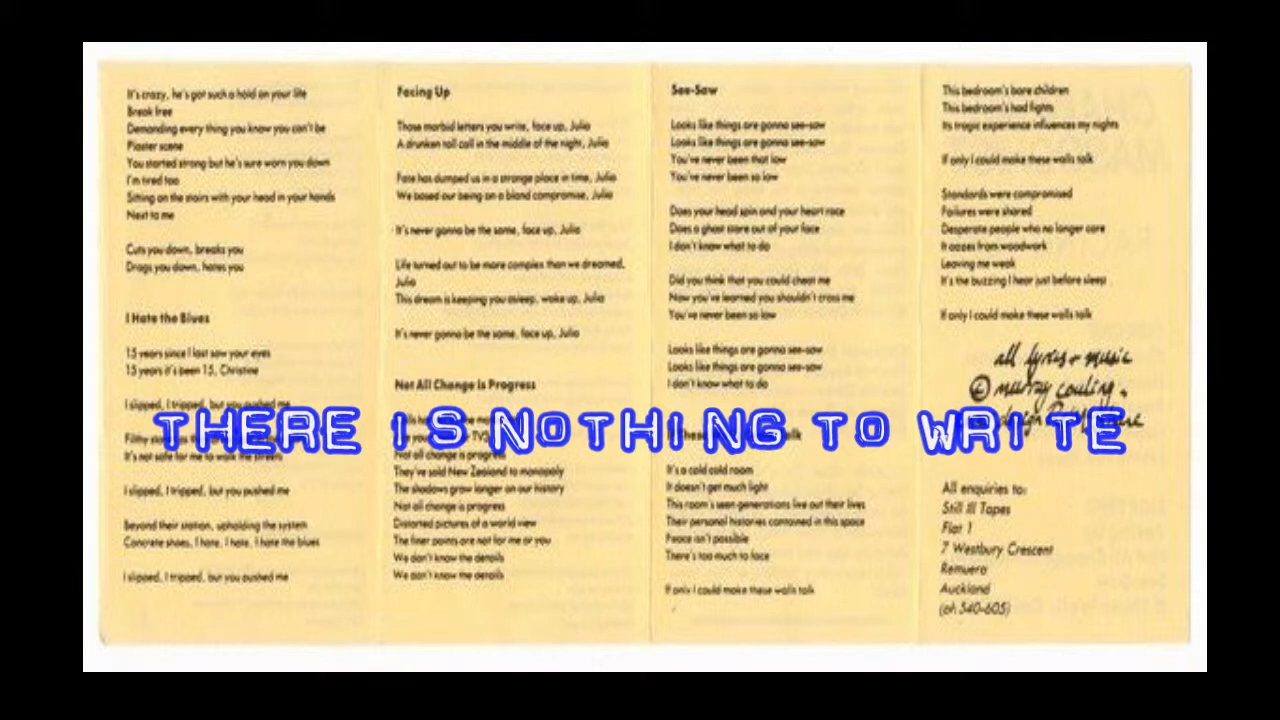 It's crazy, he's got such a hold on your life
Break free
Demanding every thing you know you can't be
Plaster scene
You started strong but he's sure worn you down
I'm tired too
Sitting on the stairs with your head in your hands
Next to me
Cuts you down, breaks you
Drags you down, hates you
I Hate the Blues
15 years since I last saw your eyes
15 years it's been 15, Christine
I slipped, I tripped, but you pushed me
Filthy
It's not safe for me to walk the streets
I slipped, I tripped, but you pushed me
Beyond their station, upholding the system
Concrete shoes, I hate, I hate, I hate the blues
I slipped, I tripped, but you pushed me
Facing Up
Those morbid letters you write, face up, Julia
A drunken toll call in the middle of the night, Julia
Fate has dumped us in a strange place in time, Julia
We based our being on a bland compromise, Julia
It's never gonna be the same, face up, Julia
Life turned out to be more complex than we dreamed,
Julia
This dream is keeping you asleep, wake up, Julia
It's never gonna be the same, face up, Julia
Not All Change Is Progress
Not all change is progress
They've sold New Zealand to monopoly
The shadows grow longer on our history
Not all change is progress
Distorted pictures of a world view
The finer points are not for me or you
We don't know the details
We don't know the details
See-Saw
Looks like things are gonna see-saw
Looks like things are gonna see-saw
You've never been that low
You've never been so low
Does your head spin and your heart race
Does a ghost stare out of your face
I don't know what to do
Did you think that you could cheat me
Now you've learned you shouldn't cross me
You've never been so low
Looks like things are gonna see-saw
Looks like things are gonna see-saw
I don't know what to do
It's a cold cold room
It doesn't get much light
This room's seen generations live out their lives
Their personal histories contained in this space
Peace isn't possible
There's too much to face
If only I could make these walls talk
This bedroom's bore children
This bedroom's had fights
Its tragic experience influences my nights
If only I could make these walls talk
Standards were compromised
Failures were shared
Desperate people who no longer care
It oozes from woodwork
Leaving me weak
It's the buzzing I hear just before sleep
If only I could make these walls talk
all lyrics + music
© murray couling.
design
All enquiries to:
Still Ill Tapes
Flat 1
7 Westbury Crescent
Remuera
Auckland
(ph 540-605)
THERE IS NOTHING TO WRITE